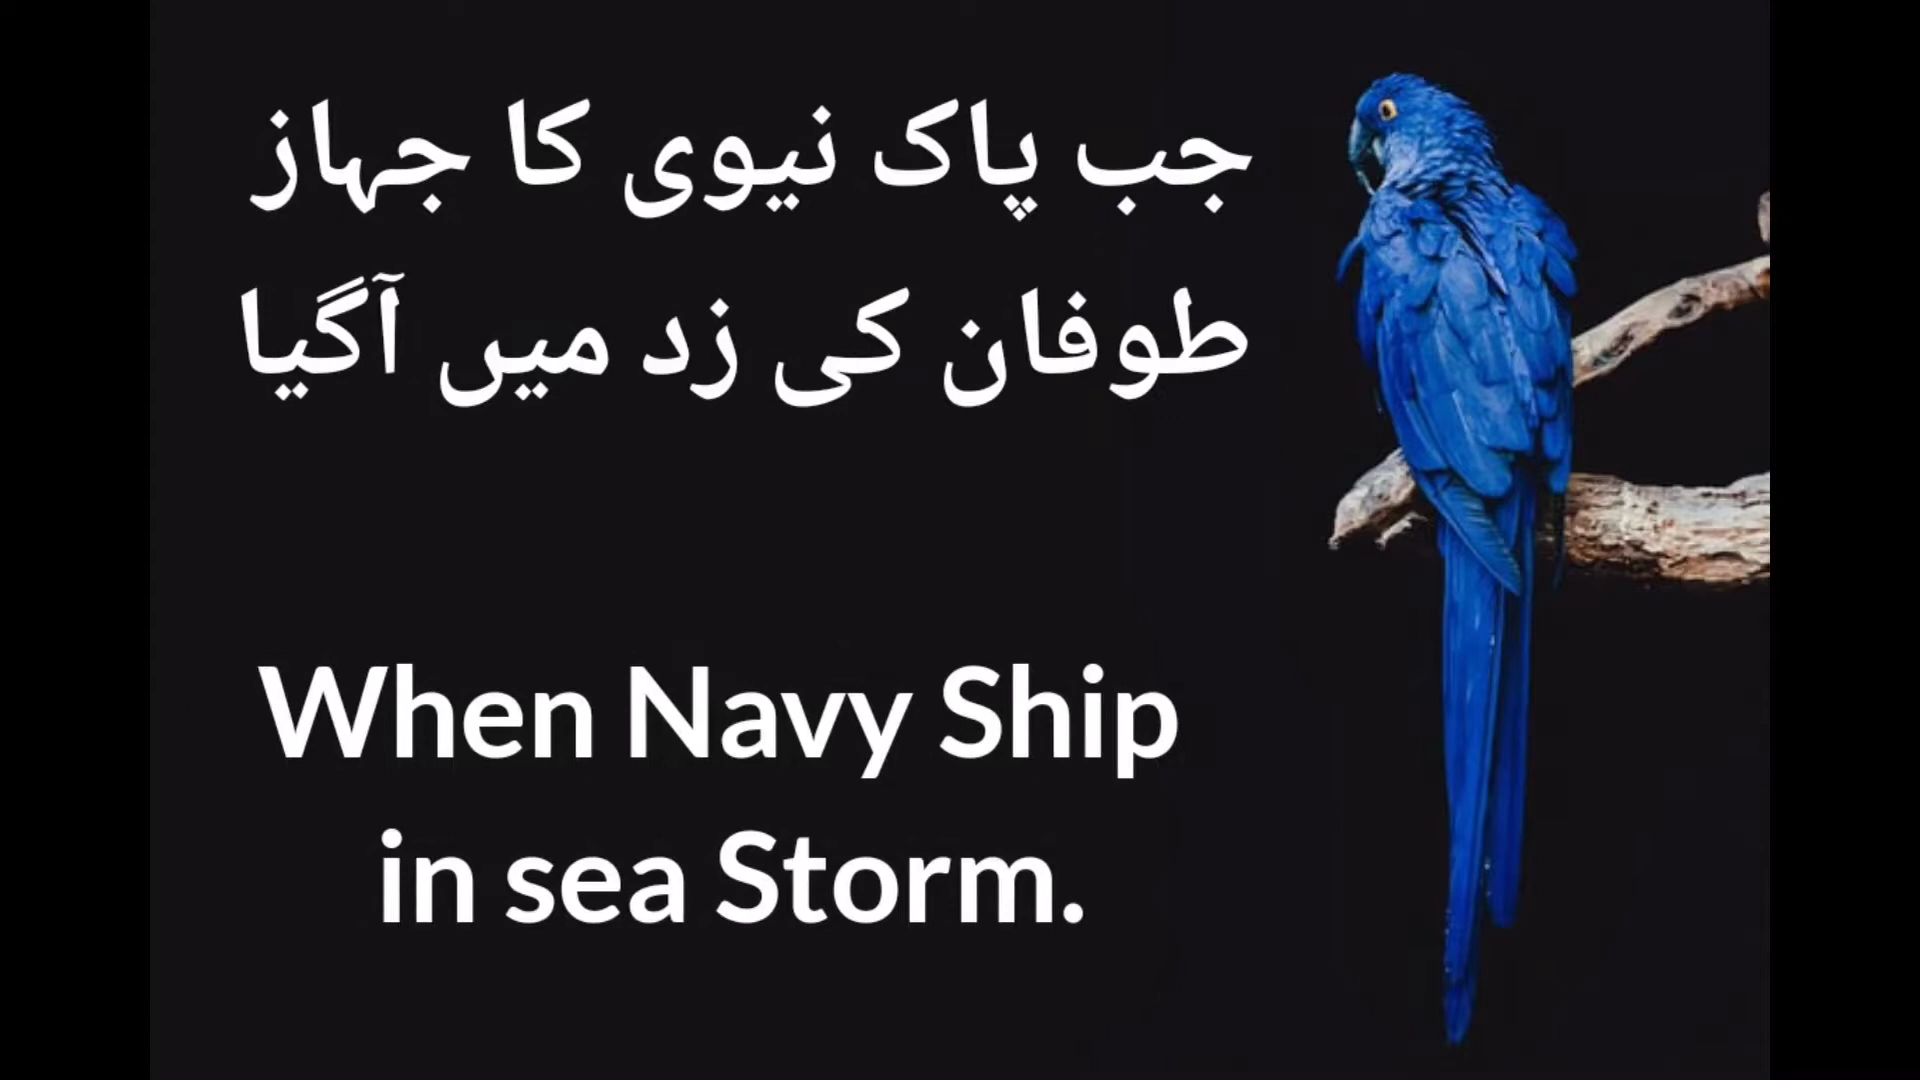 جب پاک نیوی کا جہاز
طوفان کی زد میں آگیا
When Navy Ship
in sea Storm.